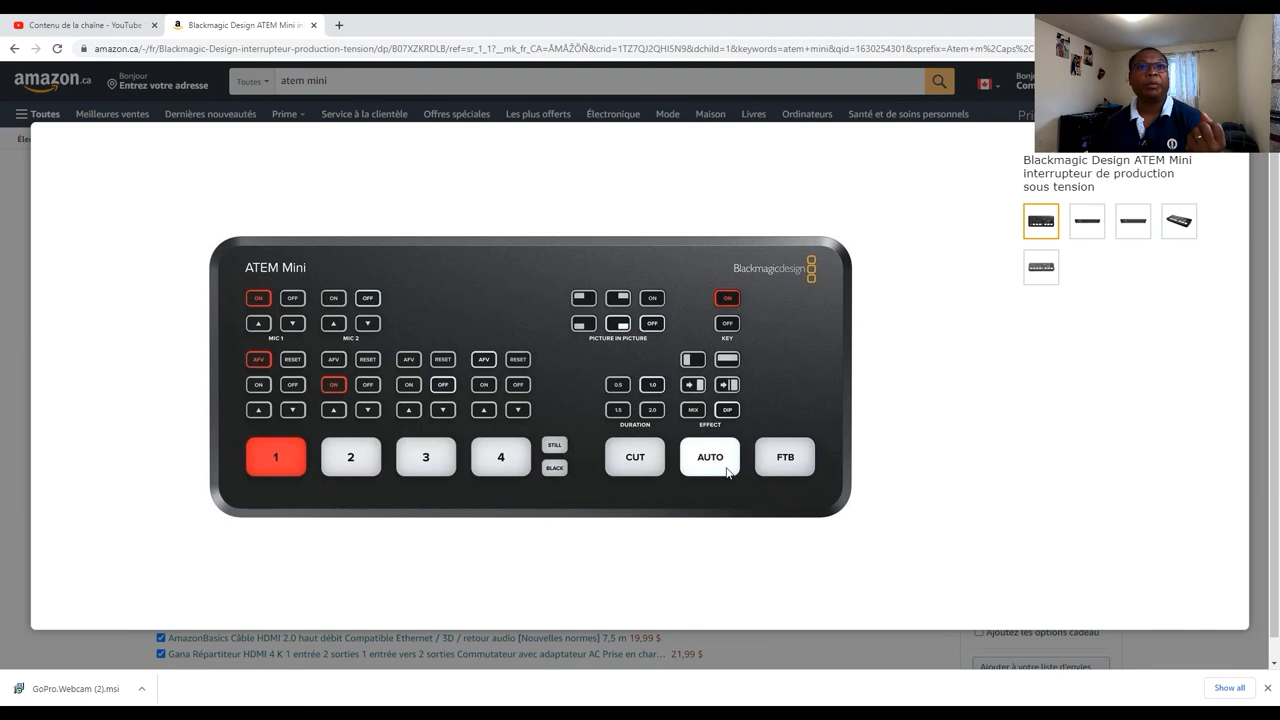 Contenu de la chaîne - YouTube
Blackmagic Design ATEM Mini in
amazon.ca/-/fr/Blackmagic-Design-interrupteur-production-tension/dp/B07XZKRDLB/ref=sr_1_1?__mk_fr_CA=ÅMÅŽÕÑ&crid=1TZ7QJ2QHI5N9&dchild=1&keywords=atem+mini&qid=1630254301&sprefix=Atem+m%2Caps%2C
amazon.ca
Bonjour
Entrez votre adresse
Toutes
atem mini
Bonj
Com
Toutes
Meilleures ventes
Dernières nouveautés
Prime
Service à la clientèle
Offres spéciales
Les plus offerts
Électronique
Mode
Maison
Livres
Ordinateurs
Santé et de soins personnels
Pri
Éle
Blackmagic Design ATEM Mini
interrupteur de production
sous tension
ATEM Mini
Blackmagicdesign
ON OFF ON OFF ON ON
OFF OFF
MIC 1 MIC 2 PICTURE IN PICTURE KEY
AFV RESET AFV RESET AFV RESET AFV RESET
ON OFF ON OFF ON OFF ON OFF 0.5 1.0
1.5 2.0 MIX DIP
DURATION EFFECT
STILL
1 2 3 4 CUT AUTO FTB
BLACK
AmazonBasics Câble HDMI 2.0 haut débit Compatible Ethernet / 3D / retour audio [Nouvelles normes] 7,5 m 19,99 $
Gana Répartiteur HDMI 4 K 1 entrée 2 sorties 1 entrée vers 2 sorties Commutateur avec adaptateur AC Prise en char... 21,99 $
Ajoutez les options cadeau
Ajouter à votre liste d'envies
GoPro.Webcam (2).msi
Show all